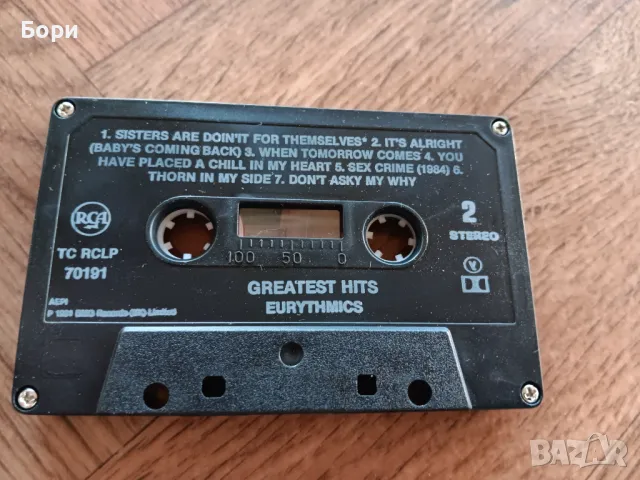 Бори
1. SISTERS ARE DOIN'IT FOR THEMSELVES* 2. IT'S ALRIGHT
(BABY'S COMING BACK) 3. WHEN TOMORROW COMES 4. YOU
HAVE PLACED A CHILL IN MY HEART 5. SEX CRIME (1984) 6.
THORN IN MY SIDE 7. DON'T ASKY MY WHY
RCA
2
STEREO
TC RCLP
70191
100 50 0
GREATEST HITS
EURYTHMICS
AEPI
BAZAR